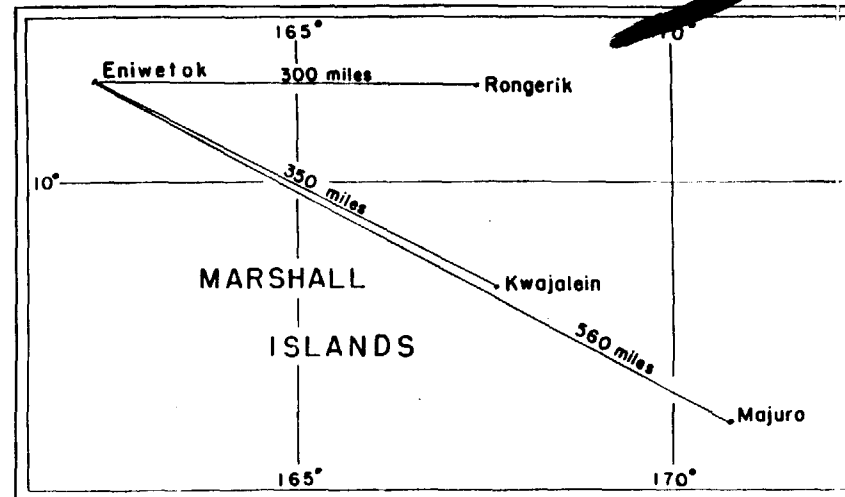 165°
Eniwetok
300 miles
Rongerik
10°
350 miles
MARSHALL
Kwajalein
ISLANDS
560 miles
Majuro
165°
170°